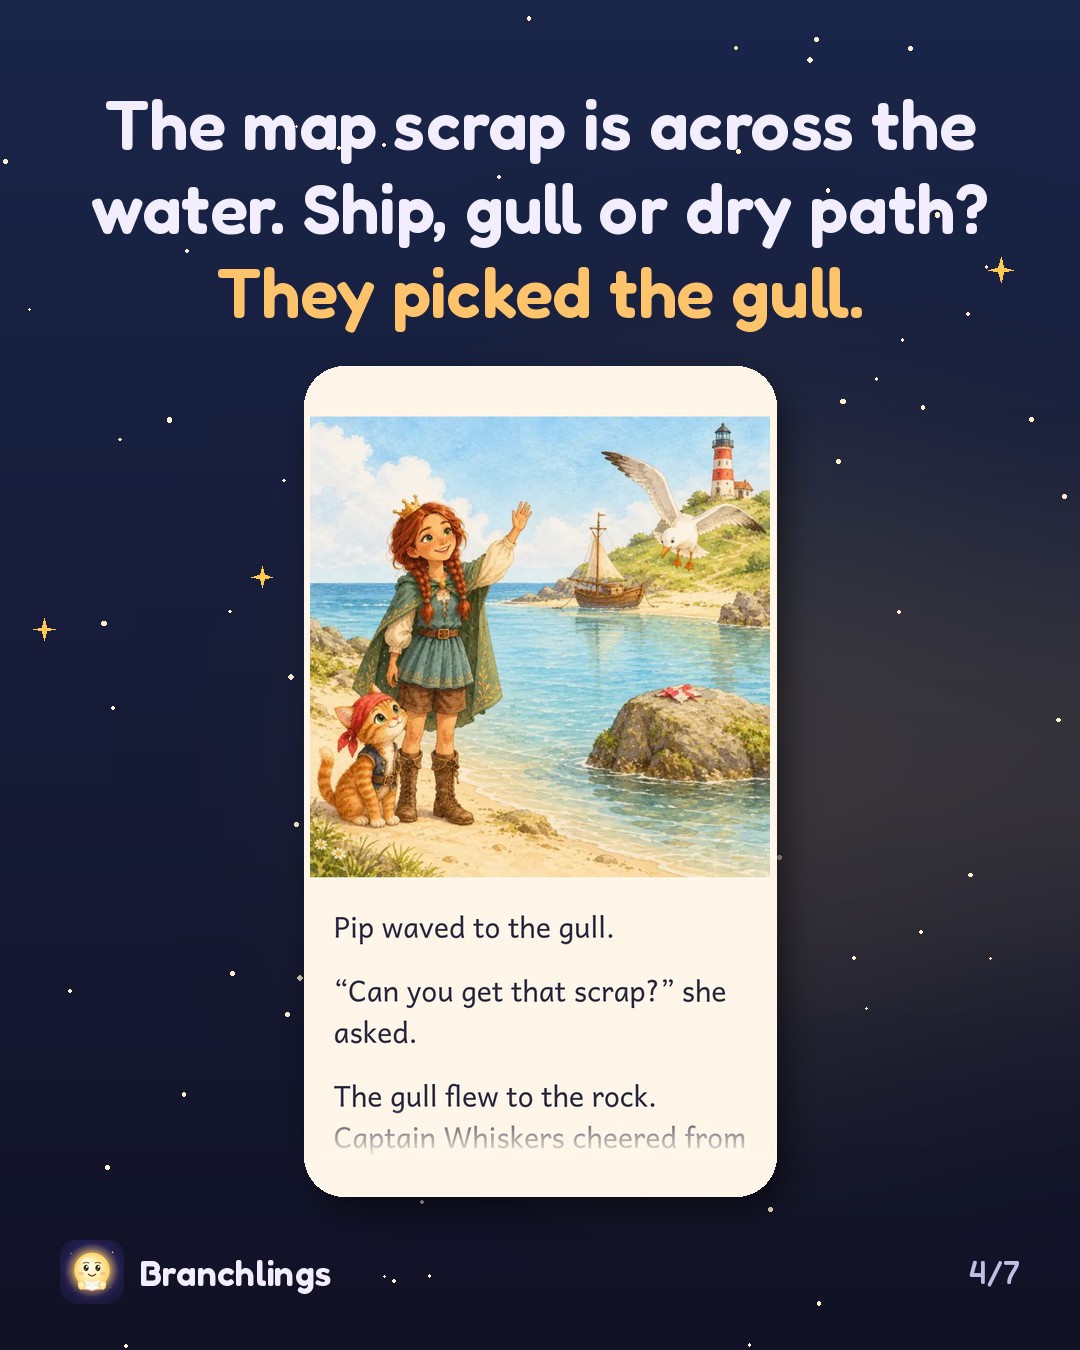 The map scrap is across the
water. Ship, gull or dry path?
They picked the gull.
Pip waved to the gull.
“Can you get that scrap?” she
asked.
The gull flew to the rock.
Captain Whiskers cheered from
Branchlings
4/7